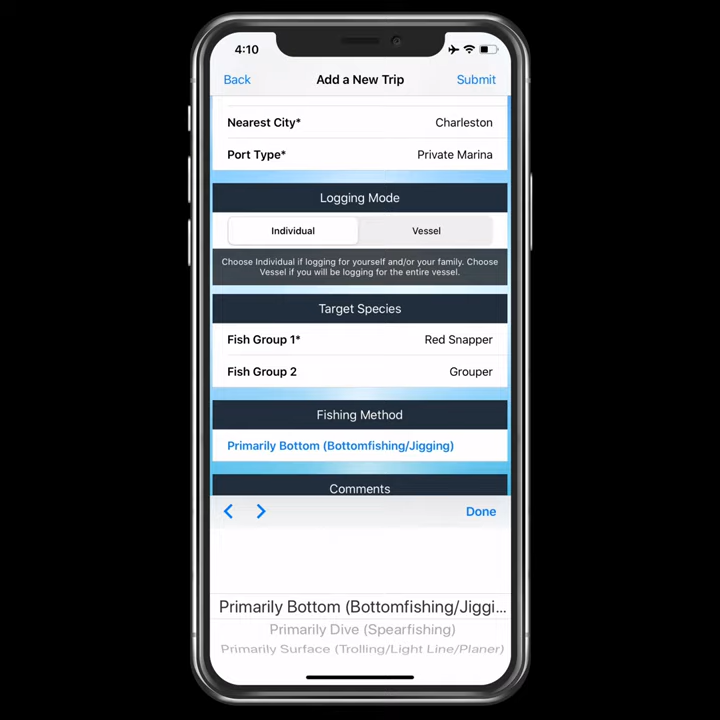 4:10
Back
Add a New Trip
Submit
Nearest City*
Charleston
Port Type*
Private Marina
Logging Mode
Individual
Vessel
Choose Individual if logging for yourself and/or your family. Choose
Vessel if you will be logging for the entire vessel.
Target Species
Fish Group 1*
Red Snapper
Fish Group 2
Grouper
Fishing Method
Primarily Bottom (Bottomfishing/Jigging)
Comments
Done
Primarily Bottom (Bottomfishing/Jiggi...
Primarily Dive (Spearfishing)
Primarily Surface (Trolling/Light Line/Planer)